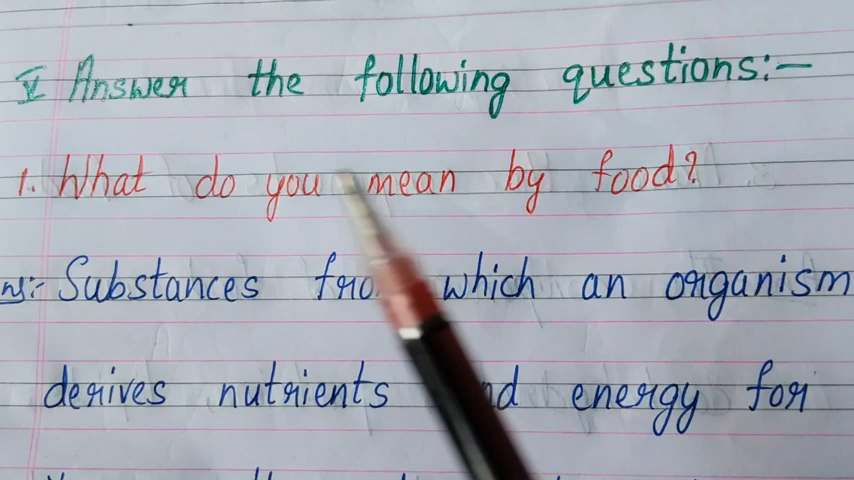 V Answer the following questions:-
1. What do you mean by food?
Substances which an organism
derives nutrients energy for